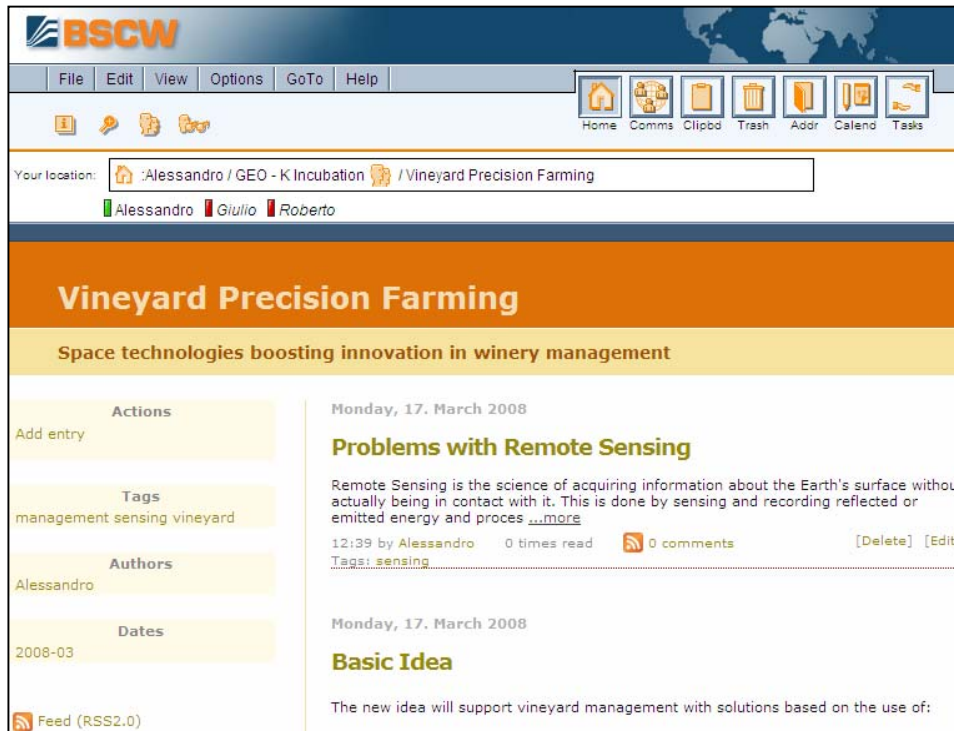 BSCW
File Edit View Options GoTo Help
Home Comms Clipbd Trash Addr Calend Tasks
Your location: :Alessandro / GEO - K Incubation / Vineyard Precision Farming
Alessandro Giulio Roberto
Vineyard Precision Farming
Space technologies boosting innovation in winery management
Actions
Add entry
Tags
management sensing vineyard
Authors
Alessandro
Dates
2008-03
Feed (RSS2.0)
Monday, 17. March 2008
Problems with Remote Sensing
Remote Sensing is the science of acquiring information about the Earth's surface withou
actually being in contact with it. This is done by sensing and recording reflected or
emitted energy and proces ...more
12:39 by Alessandro 0 times read 0 comments [Delete] [Edit
Tags: sensing
Monday, 17. March 2008
Basic Idea
The new idea will support vineyard management with solutions based on the use of: